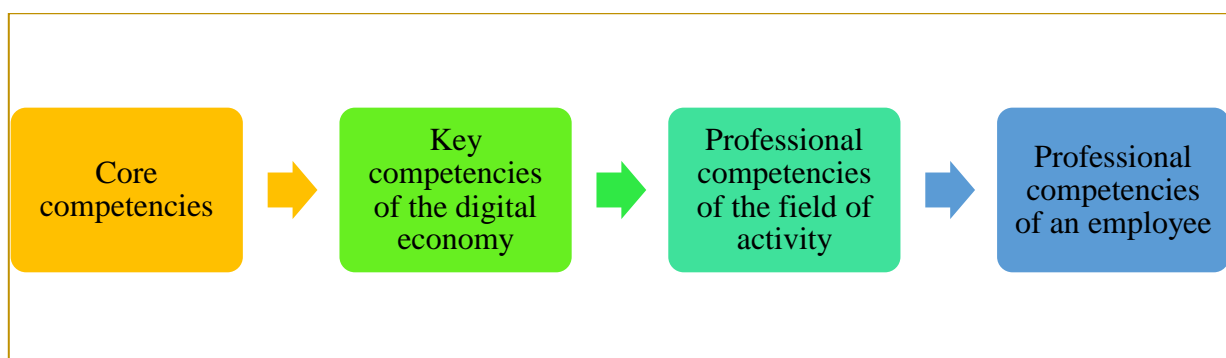 Core
competencies
Key
competencies
of the digital
economy
Professional
competencies
of the field of
activity
Professional
competencies
of an employee